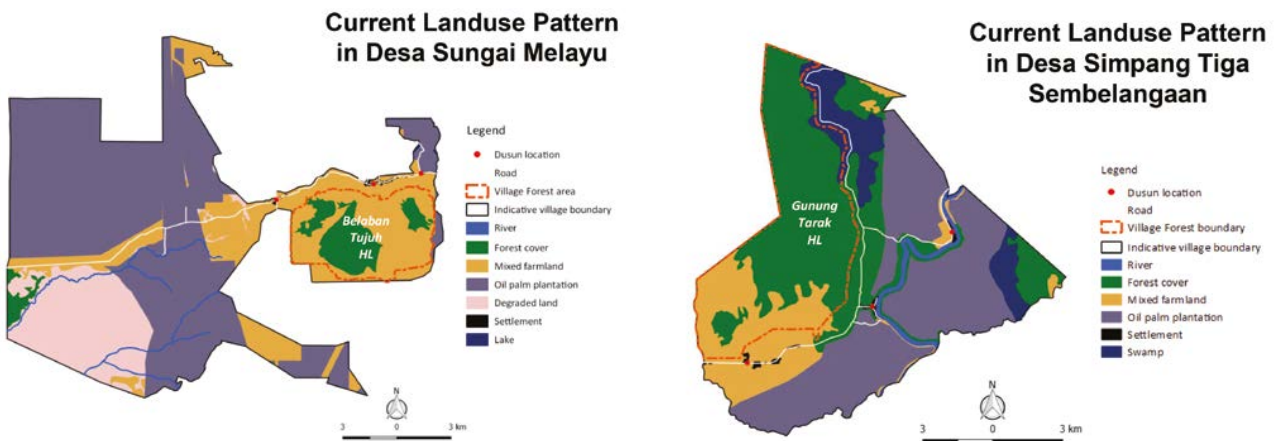 Current Landuse Pattern
in Desa Sungai Melayu
Legend
Dusun location
Road
Village Forest area
Indicative village boundary
River
Forest cover
Mixed farmland
Oil palm plantation
Degraded land
Settlement
Lake
Belaban
Tujuh
HL
N
3 0 3 km
Current Landuse Pattern
in Desa Simpang Tiga
Sembelangaan
Legend
Dusun location
Road
Village Forest boundary
Indicative village boundary
River
Forest cover
Mixed farmland
Oil palm plantation
Settlement
Swamp
Gunung
Tarak
HL
N
3 0 3 km